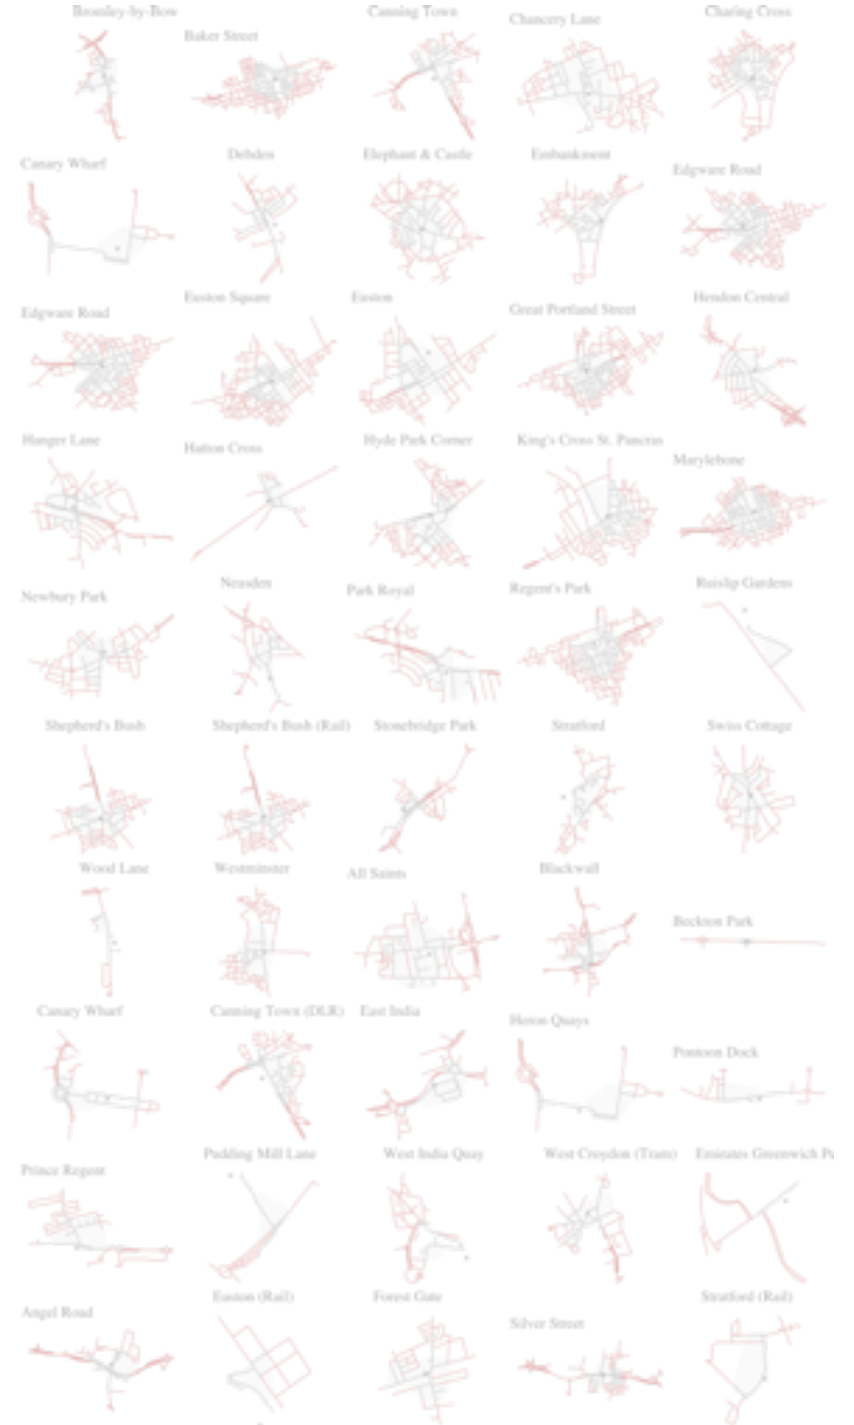 Bromley-by-Bow
Baker Street
Canning Town
Chancery Lane
Charing Cross
Canary Wharf
Debden
Elephant & Castle
Embankment
Edgware Road
Edgware Road
Euston Square
Euston
Great Portland Street
Hendon Central
Hanger Lane
Hatton Cross
Hyde Park Corner
King's Cross St. Pancras
Marylebone
Newbury Park
Neasden
Park Royal
Regent's Park
Ruislip Gardens
Shepherd's Bush
Shepherd's Bush (Rail)
Stonebridge Park
Stratford
Swiss Cottage
Wood Lane
Westminster
All Saints
Blackwall
Beckton Park
Canary Wharf
Canning Town (DLR)
East India
Heron Quays
Pontoon Dock
Prince Regent
Pudding Mill Lane
West India Quay
West Croydon (Tram)
Emirates Greenwich Pe
Angel Road
Euston (Rail)
Forest Gate
Silver Street
Stratford (Rail)